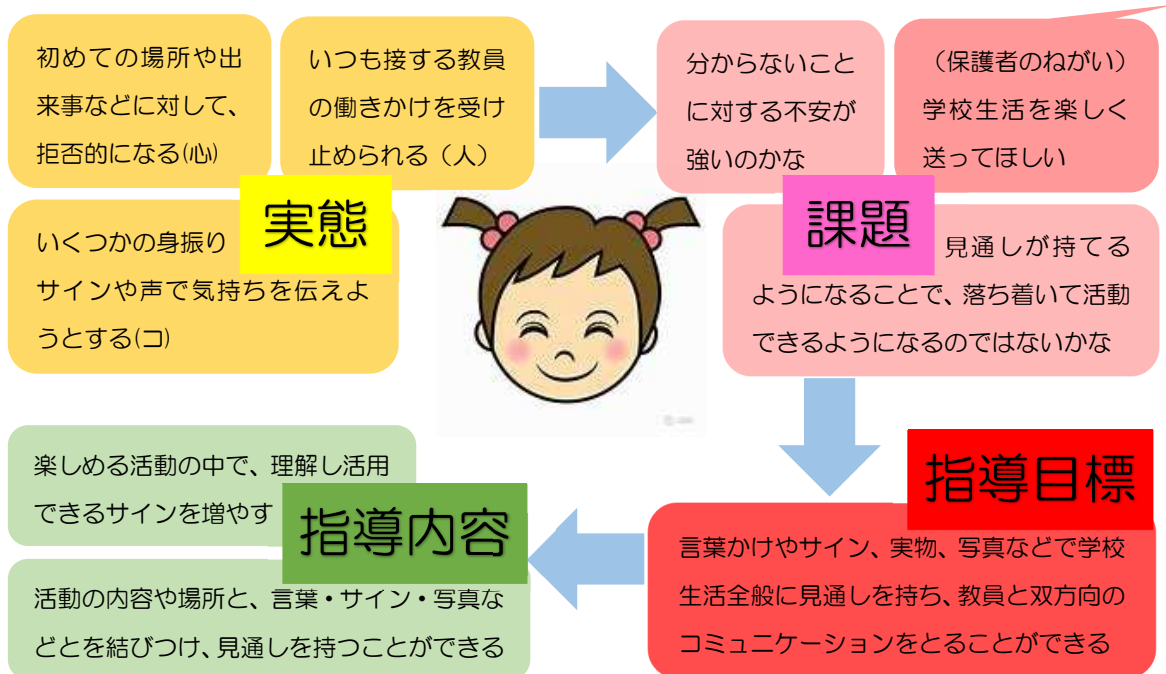 初めての場所や出
来事などに対して、
拒否的になる(心)
いつも接する教員
の働きかけを受け
止められる（人）
実態
いくつかの身振り
サインや声で気持ちを伝えよ
うとする(コ)
分からないこと
に対する不安が
強いのかな
（保護者のねがい）
学校生活を楽しく
送ってほしい
課題
見通しが持てる
ようになることで、落ち着いて活動
できるようになるのではないかな
指導目標
言葉かけやサイン、実物、写真などで学校
生活全般に見通しを持ち、教員と双方向の
コミュニケーションをとることができる
楽しめる活動の中で、理解し活用
できるサインを増やす
指導内容
活動の内容や場所と、言葉・サイン・写真な
どとを結びつけ、見通しを持つことができる